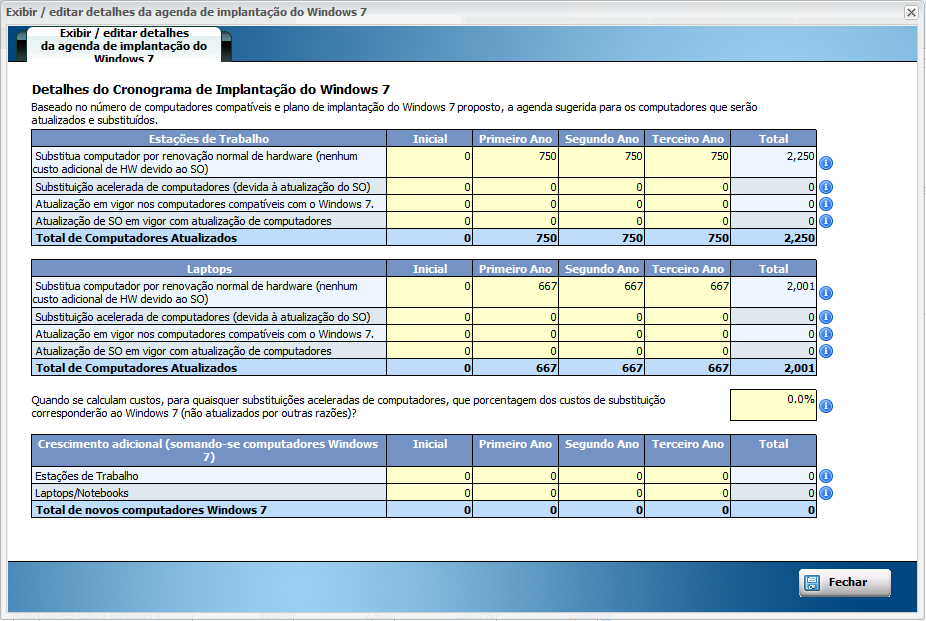 Exibir / editar detalhes da agenda de implantação do Windows 7
Exibir / editar detalhes
da agenda de implantação do
Windows 7
Detalhes do Cronograma de Implantação do Windows 7
Baseado no número de computadores compatíveis e plano de implantação do Windows 7 proposto, a agenda sugerida para os computadores que serão
atualizados e substituídos.
Estações de Trabalho Inicial Primeiro Ano Segundo Ano Terceiro Ano Total
Substitua computador por renovação normal de hardware (nenhum
custo adicional de HW devido ao SO) 0 750 750 750 2,250
Substituição acelerada de computadores (devida à atualização do SO) 0 0 0 0 0
Atualização em vigor nos computadores compatíveis com o Windows 7. 0 0 0 0 0
Atualização de SO em vigor com atualização de computadores 0 0 0 0 0
Total de Computadores Atualizados 0 750 750 750 2,250
Laptops Inicial Primeiro Ano Segundo Ano Terceiro Ano Total
Substitua computador por renovação normal de hardware (nenhum
custo adicional de HW devido ao SO) 0 667 667 667 2,001
Substituição acelerada de computadores (devida à atualização do SO) 0 0 0 0 0
Atualização em vigor nos computadores compatíveis com o Windows 7. 0 0 0 0 0
Atualização de SO em vigor com atualização de computadores 0 0 0 0 0
Total de Computadores Atualizados 0 667 667 667 2,001
Quando se calculam custos, para quaisquer substituições aceleradas de computadores, que porcentagem dos custos de substituição
corresponderão ao Windows 7 (não atualizados por outras razões)? 0.0%
Crescimento adicional (somando-se computadores Windows
7) Inicial Primeiro Ano Segundo Ano Terceiro Ano Total
Estações de Trabalho 0 0 0 0 0
Laptops/Notebooks 0 0 0 0 0
Total de novos computadores Windows 7 0 0 0 0 0
Fechar